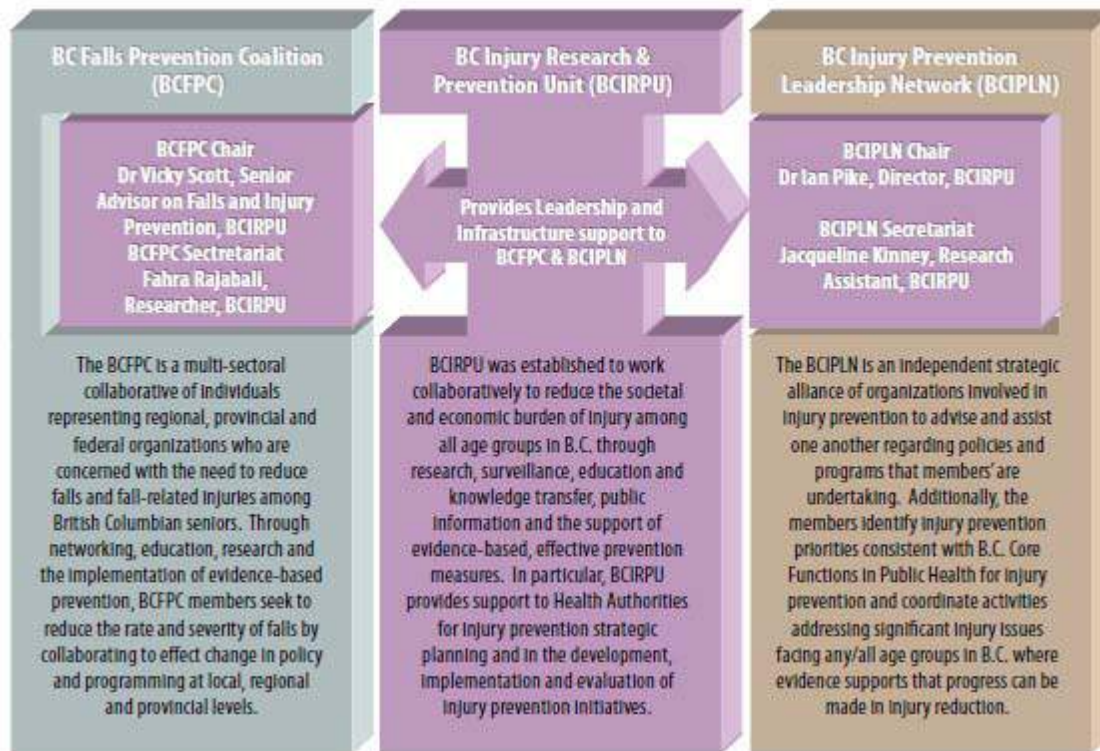 BC Falls Prevention Coalition
(BCFPC)
BCFPC Chair
Dr Vicky Scott, Senior
Advisor on Falls and Injury
Prevention, BCIRPU
BCFPC Sectretariat
Fahra Rajabali,
Researcher, BCIRPU
The BCFPC is a multi-sectoral
collaborative of individuals
representing regional, provincial and
federal organizations who are
concerned with the need to reduce
falls and fall-related injuries among
British Columbian seniors. Through
networking, education, research and
the implementation of evidence-based
prevention, BCFPC members seek to
reduce the rate and severity of falls by
collaborating to effect change in policy
and programming at local, regional
and provincial levels.
BC Injury Research &
Prevention Unit (BCIRPU)
Provides Leadership and
Infrastructure support to
BCFPC & BCIPLN
BCIRPU was established to work
collaboratively to reduce the societal
and economic burden of injury among
all age groups in B.C. through
research, surveillance, education and
knowledge transfer, public
information and the support of
evidence-based, effective prevention
measures. In particular, BCIRPU
provides support to Health Authorities
for injury prevention strategic
planning and in the development,
implementation and evaluation of
injury prevention initiatives.
BC Injury Prevention
Leadership Network (BCIPLN)
BCIPLN Chair
Dr Ian Pike, Director, BCIRPU
BCIPLN Secretariat
Jacqueline Kinney, Research
Assistant, BCIRPU
The BCIPLN is an independent strategic
alliance of organizations involved in
injury prevention to advise and assist
one another regarding policies and
programs that members' are
undertaking. Additionally, the
members identify injury prevention
priorities consistent with B.C. Core
Functions in Public Health for injury
prevention and coordinate activities
addressing significant injury issues
facing any/all age groups in B.C. where
evidence supports that progress can be
made in injury reduction.